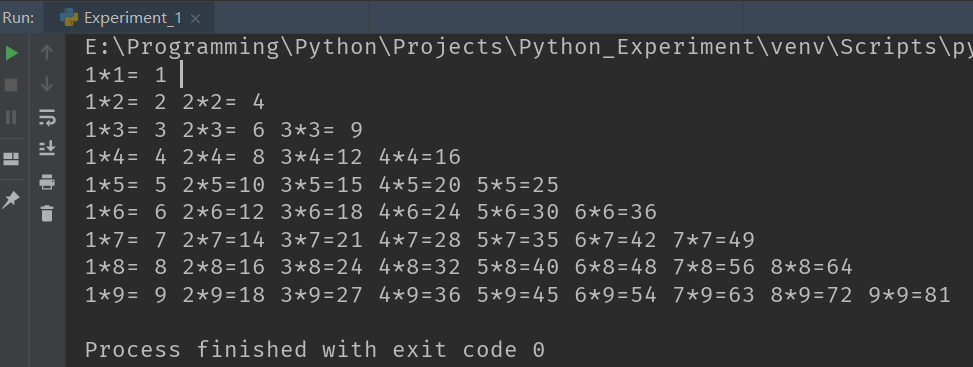 Run: Experiment_1 ×
E:\Programming\Python\Projects\Python_Experiment\venv\Scripts\py
1*1= 1
1*2= 2 2*2= 4
1*3= 3 2*3= 6 3*3= 9
1*4= 4 2*4= 8 3*4=12 4*4=16
1*5= 5 2*5=10 3*5=15 4*5=20 5*5=25
1*6= 6 2*6=12 3*6=18 4*6=24 5*6=30 6*6=36
1*7= 7 2*7=14 3*7=21 4*7=28 5*7=35 6*7=42 7*7=49
1*8= 8 2*8=16 3*8=24 4*8=32 5*8=40 6*8=48 7*8=56 8*8=64
1*9= 9 2*9=18 3*9=27 4*9=36 5*9=45 6*9=54 7*9=63 8*9=72 9*9=81
Process finished with exit code 0